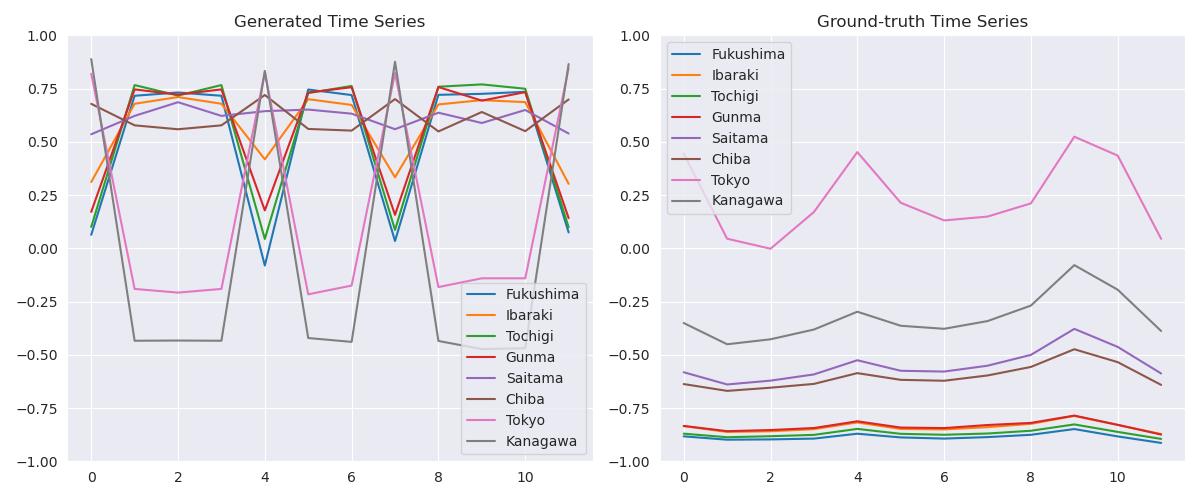 Generated Time Series
1.00
0.75
0.50
0.25
0.00
−0.25
−0.50
−0.75
−1.00
0 2 4 6 8 10
Fukushima
Ibaraki
Tochigi
Gunma
Saitama
Chiba
Tokyo
Kanagawa
Ground-truth Time Series
1.00
0.75
0.50
0.25
0.00
−0.25
−0.50
−0.75
−1.00
0 2 4 6 8 10
Fukushima
Ibaraki
Tochigi
Gunma
Saitama
Chiba
Tokyo
Kanagawa